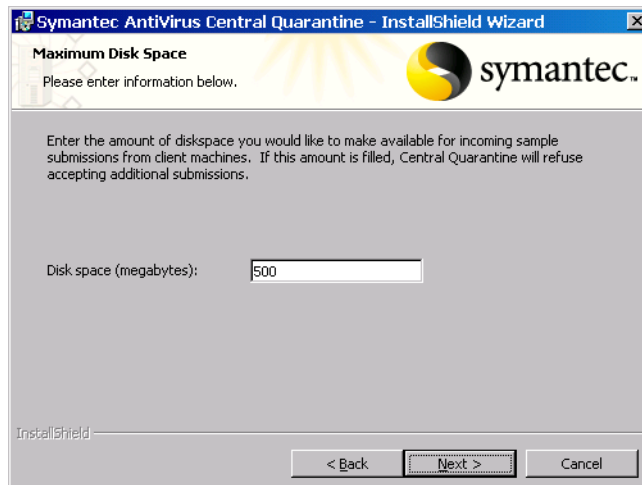 Symantec AntiVirus Central Quarantine - InstallShield Wizard
Maximum Disk Space
Please enter information below.
symantec™
Enter the amount of diskspace you would like to make available for incoming sample
submissions from client machines. If this amount is filled, Central Quarantine will refuse
accepting additional submissions.
Disk space (megabytes):
500
InstallShield
< Back
Next >
Cancel